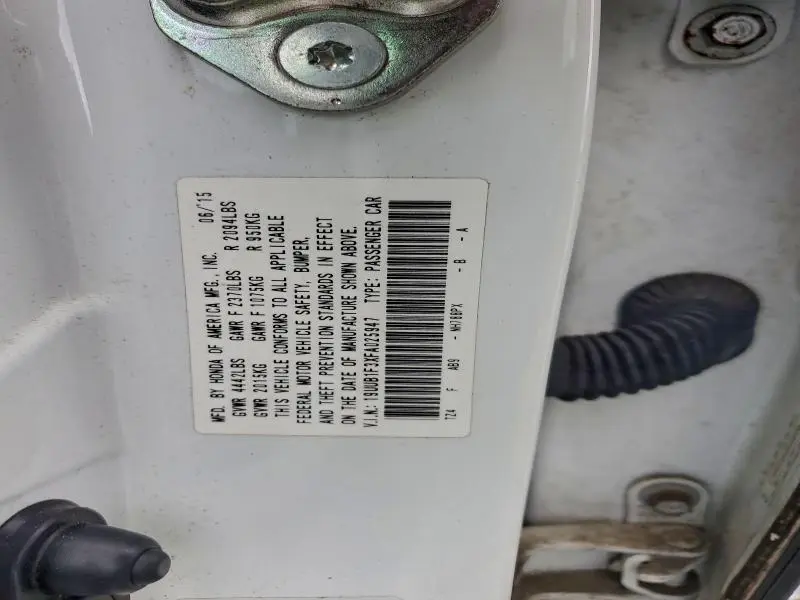 MFD. BY HONDA OF AMERICA MFG., INC. 06/'15
GVWR 4442LBS GAWR F 2370LBS R 2094LBS
GVWR 2015KG GAWR F 1075KG R 950KG
THIS VEHICLE CONFORMS TO ALL APPLICABLE
FEDERAL MOTOR VEHICLE SAFETY, BUMPER,
AND THEFT PREVENTION STANDARDS IN EFFECT
ON THE DATE OF MANUFACTURE SHOWN ABOVE.
V.I.N.: 19UUB1F3XFA025947 TYPE: PASSENGER CAR
TZ4 F AB9 - NH788PX - B - A